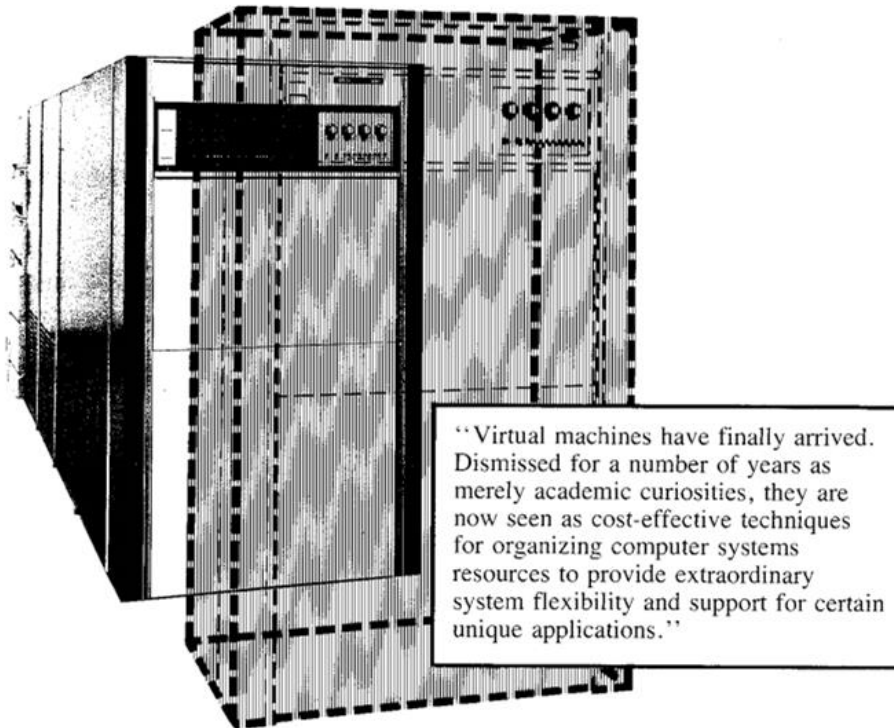 ‘‘Virtual machines have finally arrived.
Dismissed for a number of years as
merely academic curiosities, they are
now seen as cost-effective techniques
for organizing computer systems
resources to provide extraordinary
system flexibility and support for certain
unique applications.’’